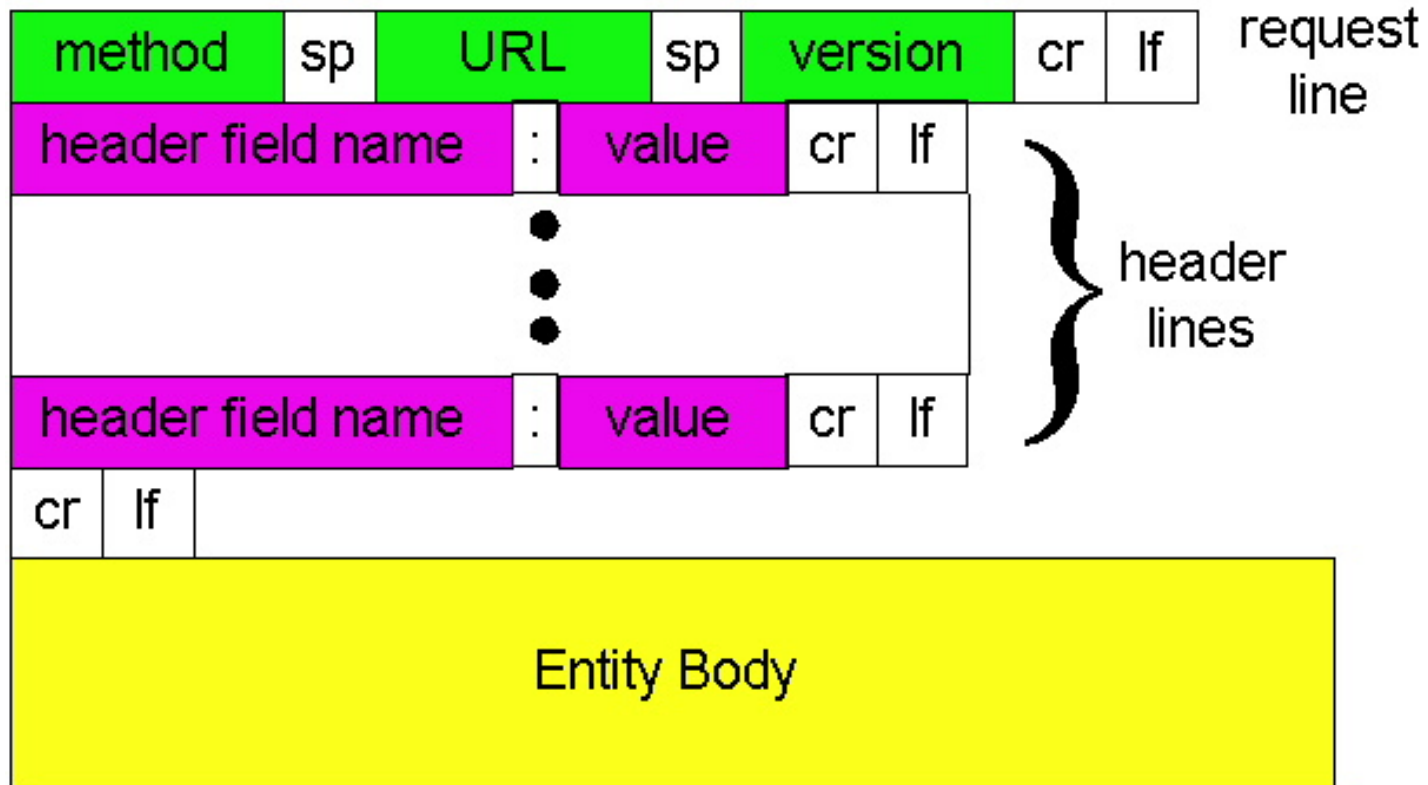 method sp URL sp version cr lf
request
line
header field name : value cr lf
header
lines
header field name : value cr lf
cr lf
Entity Body